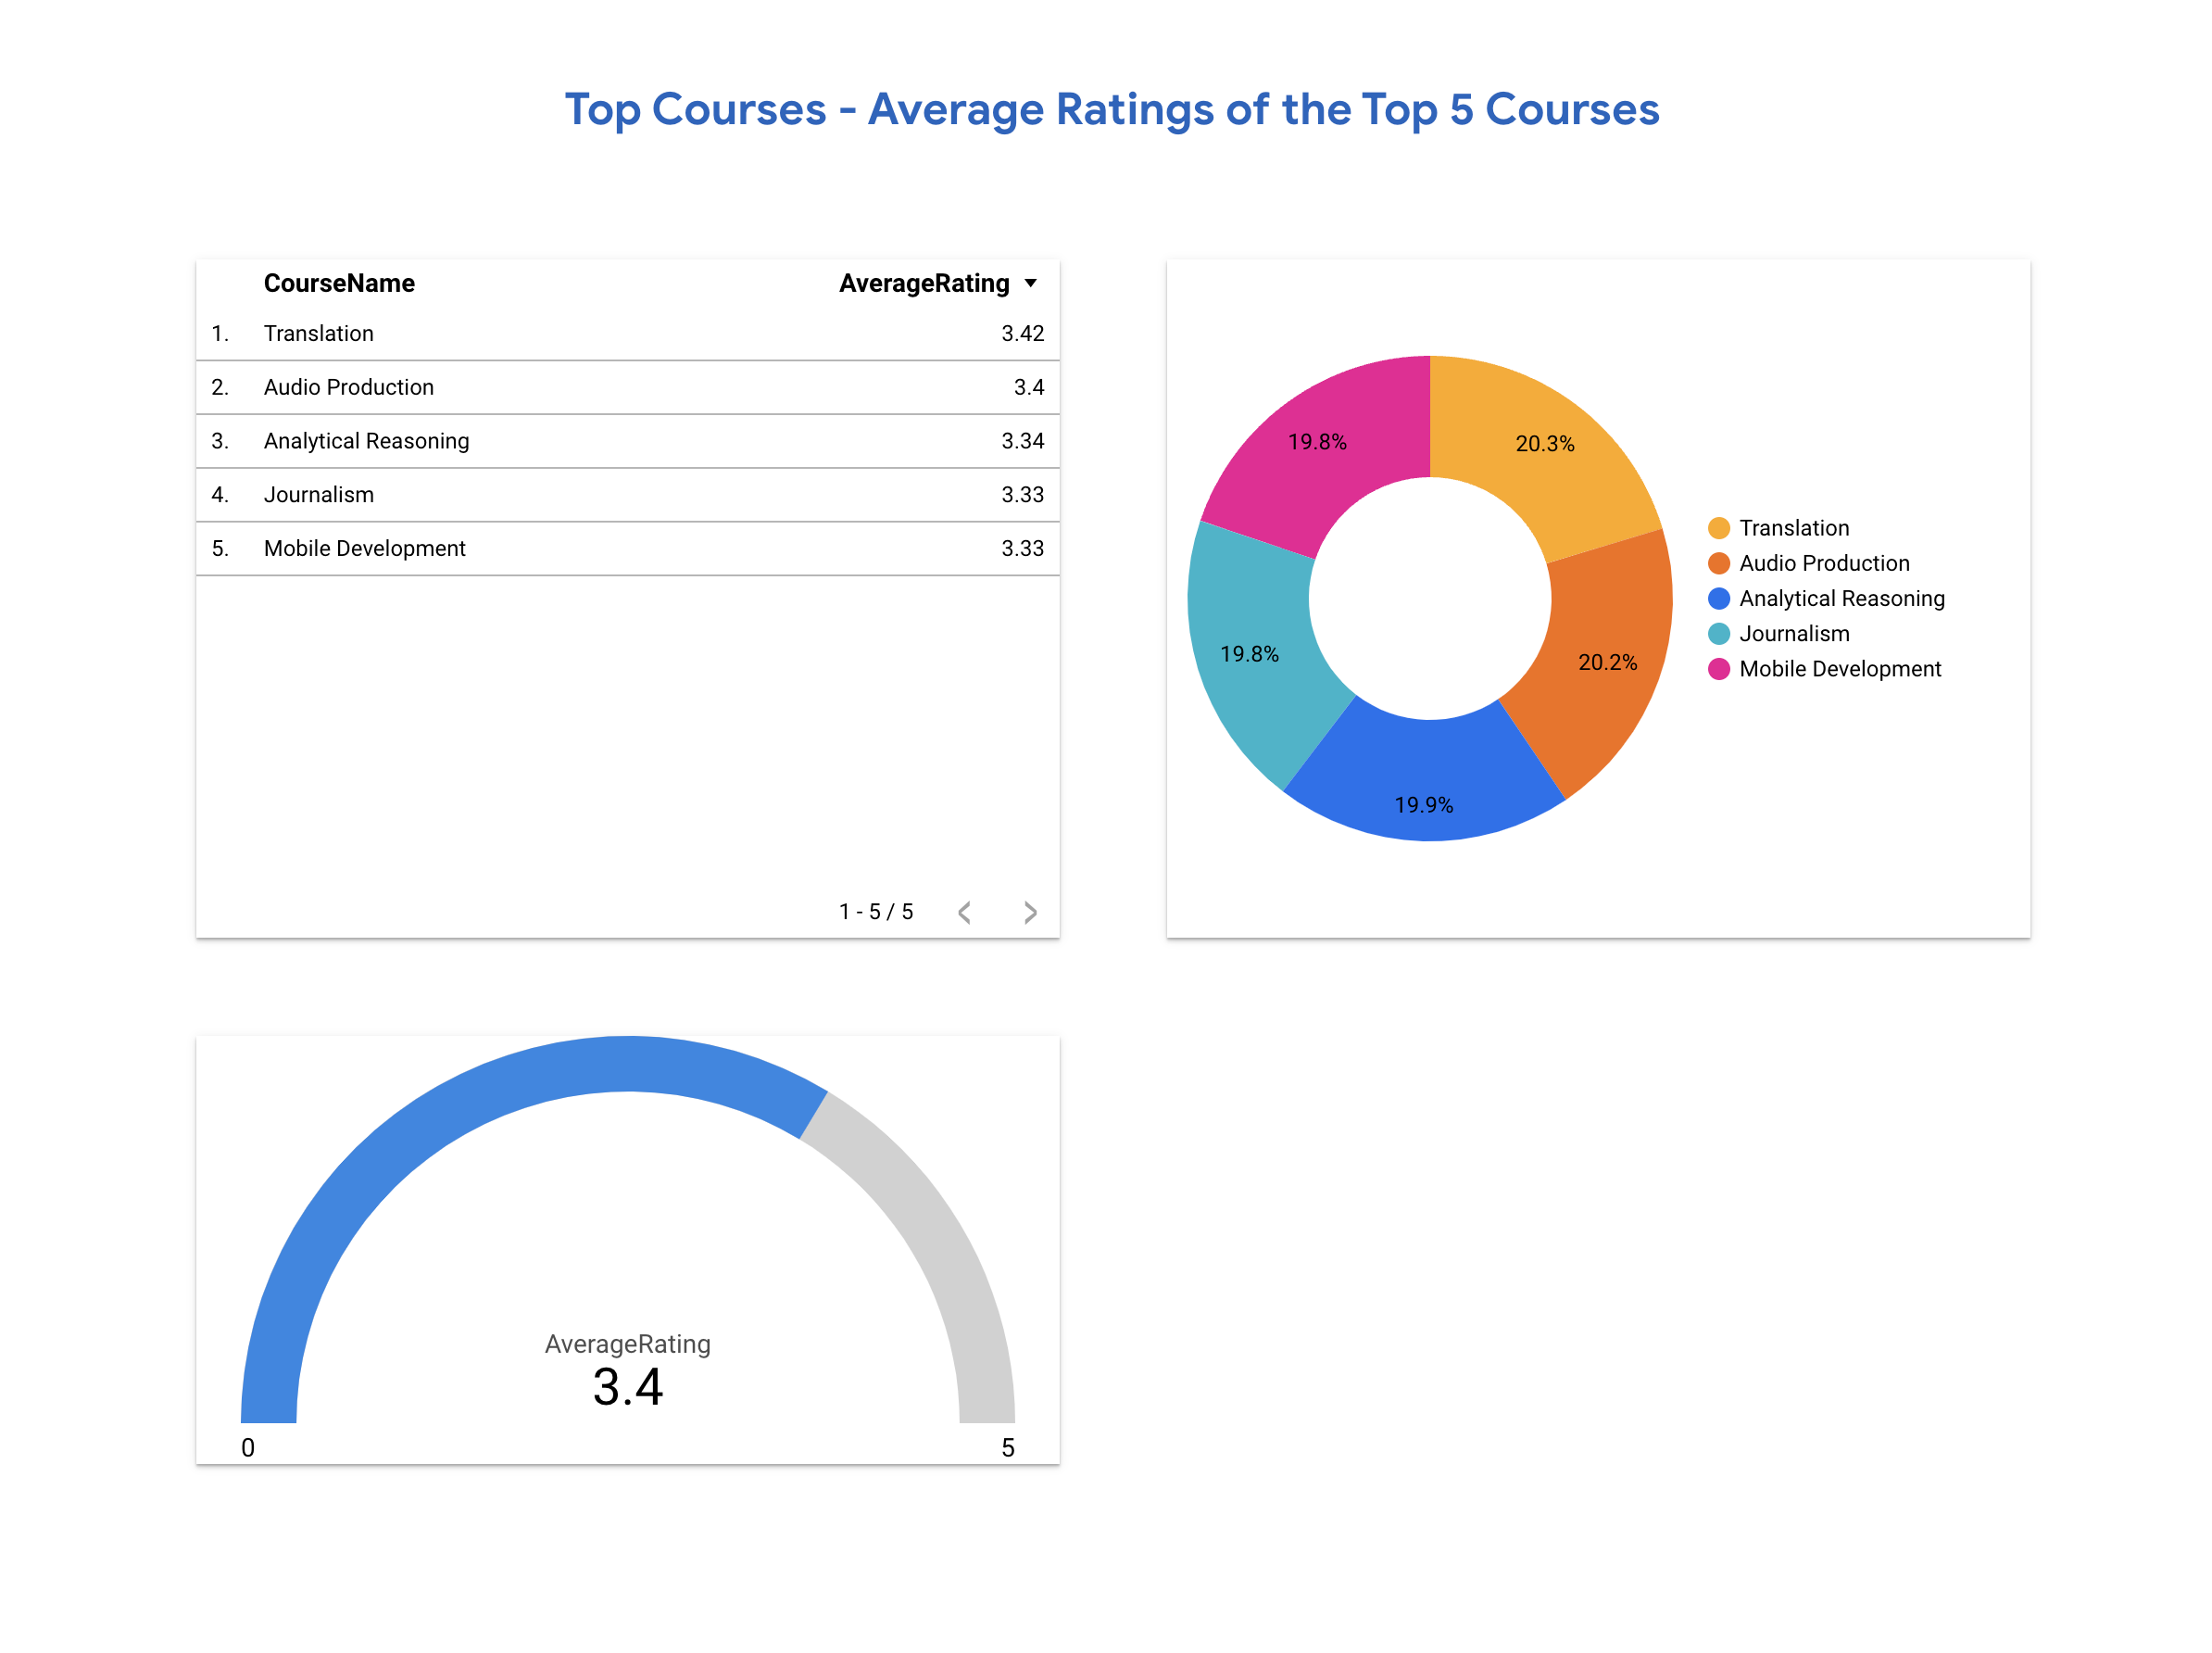 Top Courses - Average Ratings of the Top 5 Courses
CourseName AverageRating
1. Translation 3.42
2. Audio Production 3.4
3. Analytical Reasoning 3.34
4. Journalism 3.33
5. Mobile Development 3.33
1 - 5 / 5
19.8%
20.3%
19.8%
20.2%
19.9%
Translation
Audio Production
Analytical Reasoning
Journalism
Mobile Development
AverageRating
3.4
0 5